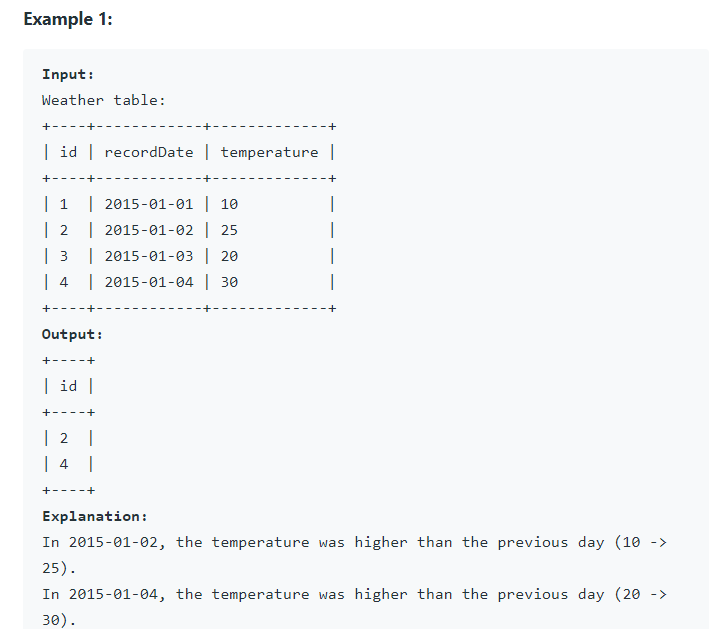 Example 1:
Input:
Weather table:
+----+------------+-------------+
| id | recordDate | temperature |
+----+------------+-------------+
| 1  | 2015-01-01 | 10          |
| 2  | 2015-01-02 | 25          |
| 3  | 2015-01-03 | 20          |
| 4  | 2015-01-04 | 30          |
+----+------------+-------------+
Output:
+----+
| id |
+----+
| 2  |
| 4  |
+----+
Explanation:
In 2015-01-02, the temperature was higher than the previous day (10 ->
25).
In 2015-01-04, the temperature was higher than the previous day (20 ->
30).